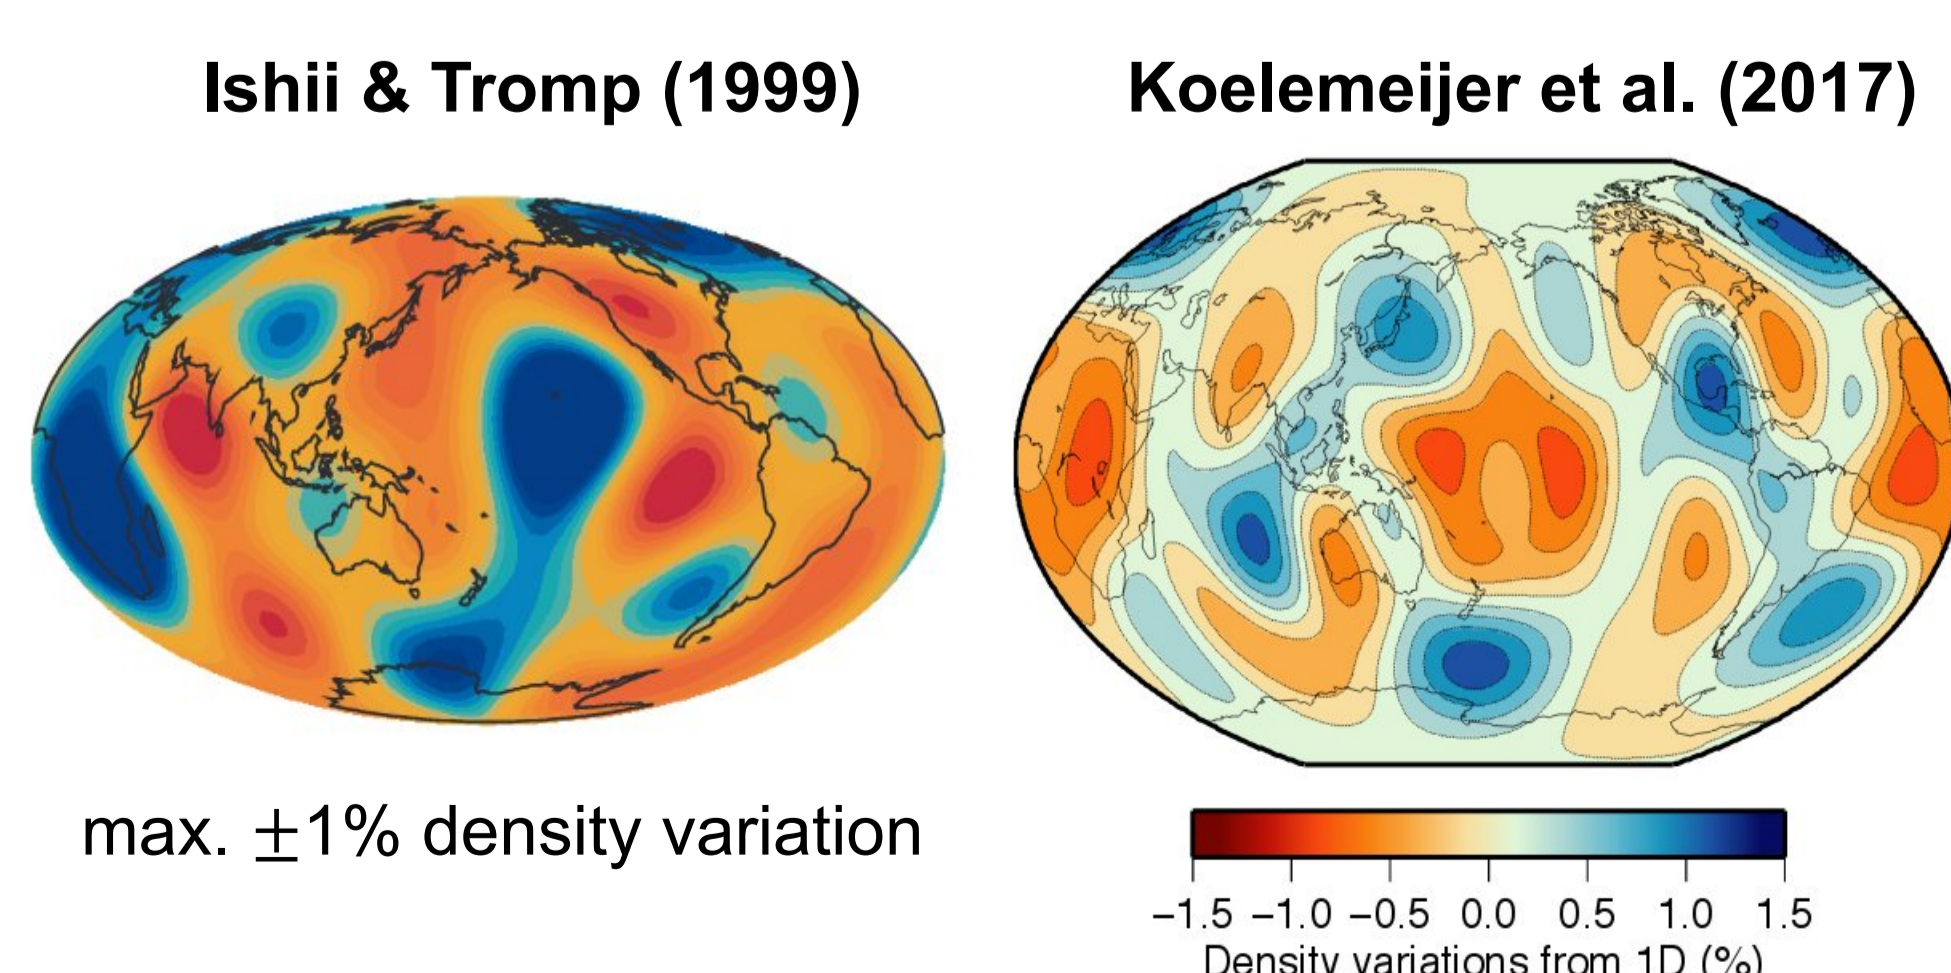 Ishii & Tromp (1999)
Koelemeijer et al. (2017)
max. ±1% density variation
−1.5 −1.0 −0.5 0.0 0.5 1.0 1.5
Density variations from 1D (%)